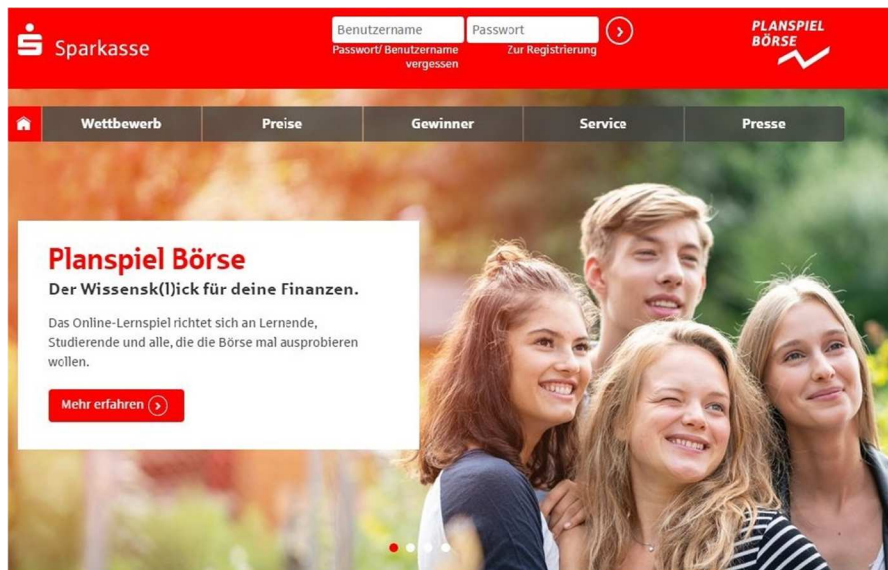 Sparkasse
Benutzername
Passwort
Passwort/ Benutzername
vergessen
Zur Registrierung
PLANSPIEL
BÖRSE
Wettbewerb
Preise
Gewinner
Service
Presse
Planspiel Börse
Der Wissensk(l)ick für deine Finanzen.
Das Online-Lernspiel richtet sich an Lernende,
Studierende und alle, die die Börse mal ausprobieren
wollen.
Mehr erfahren